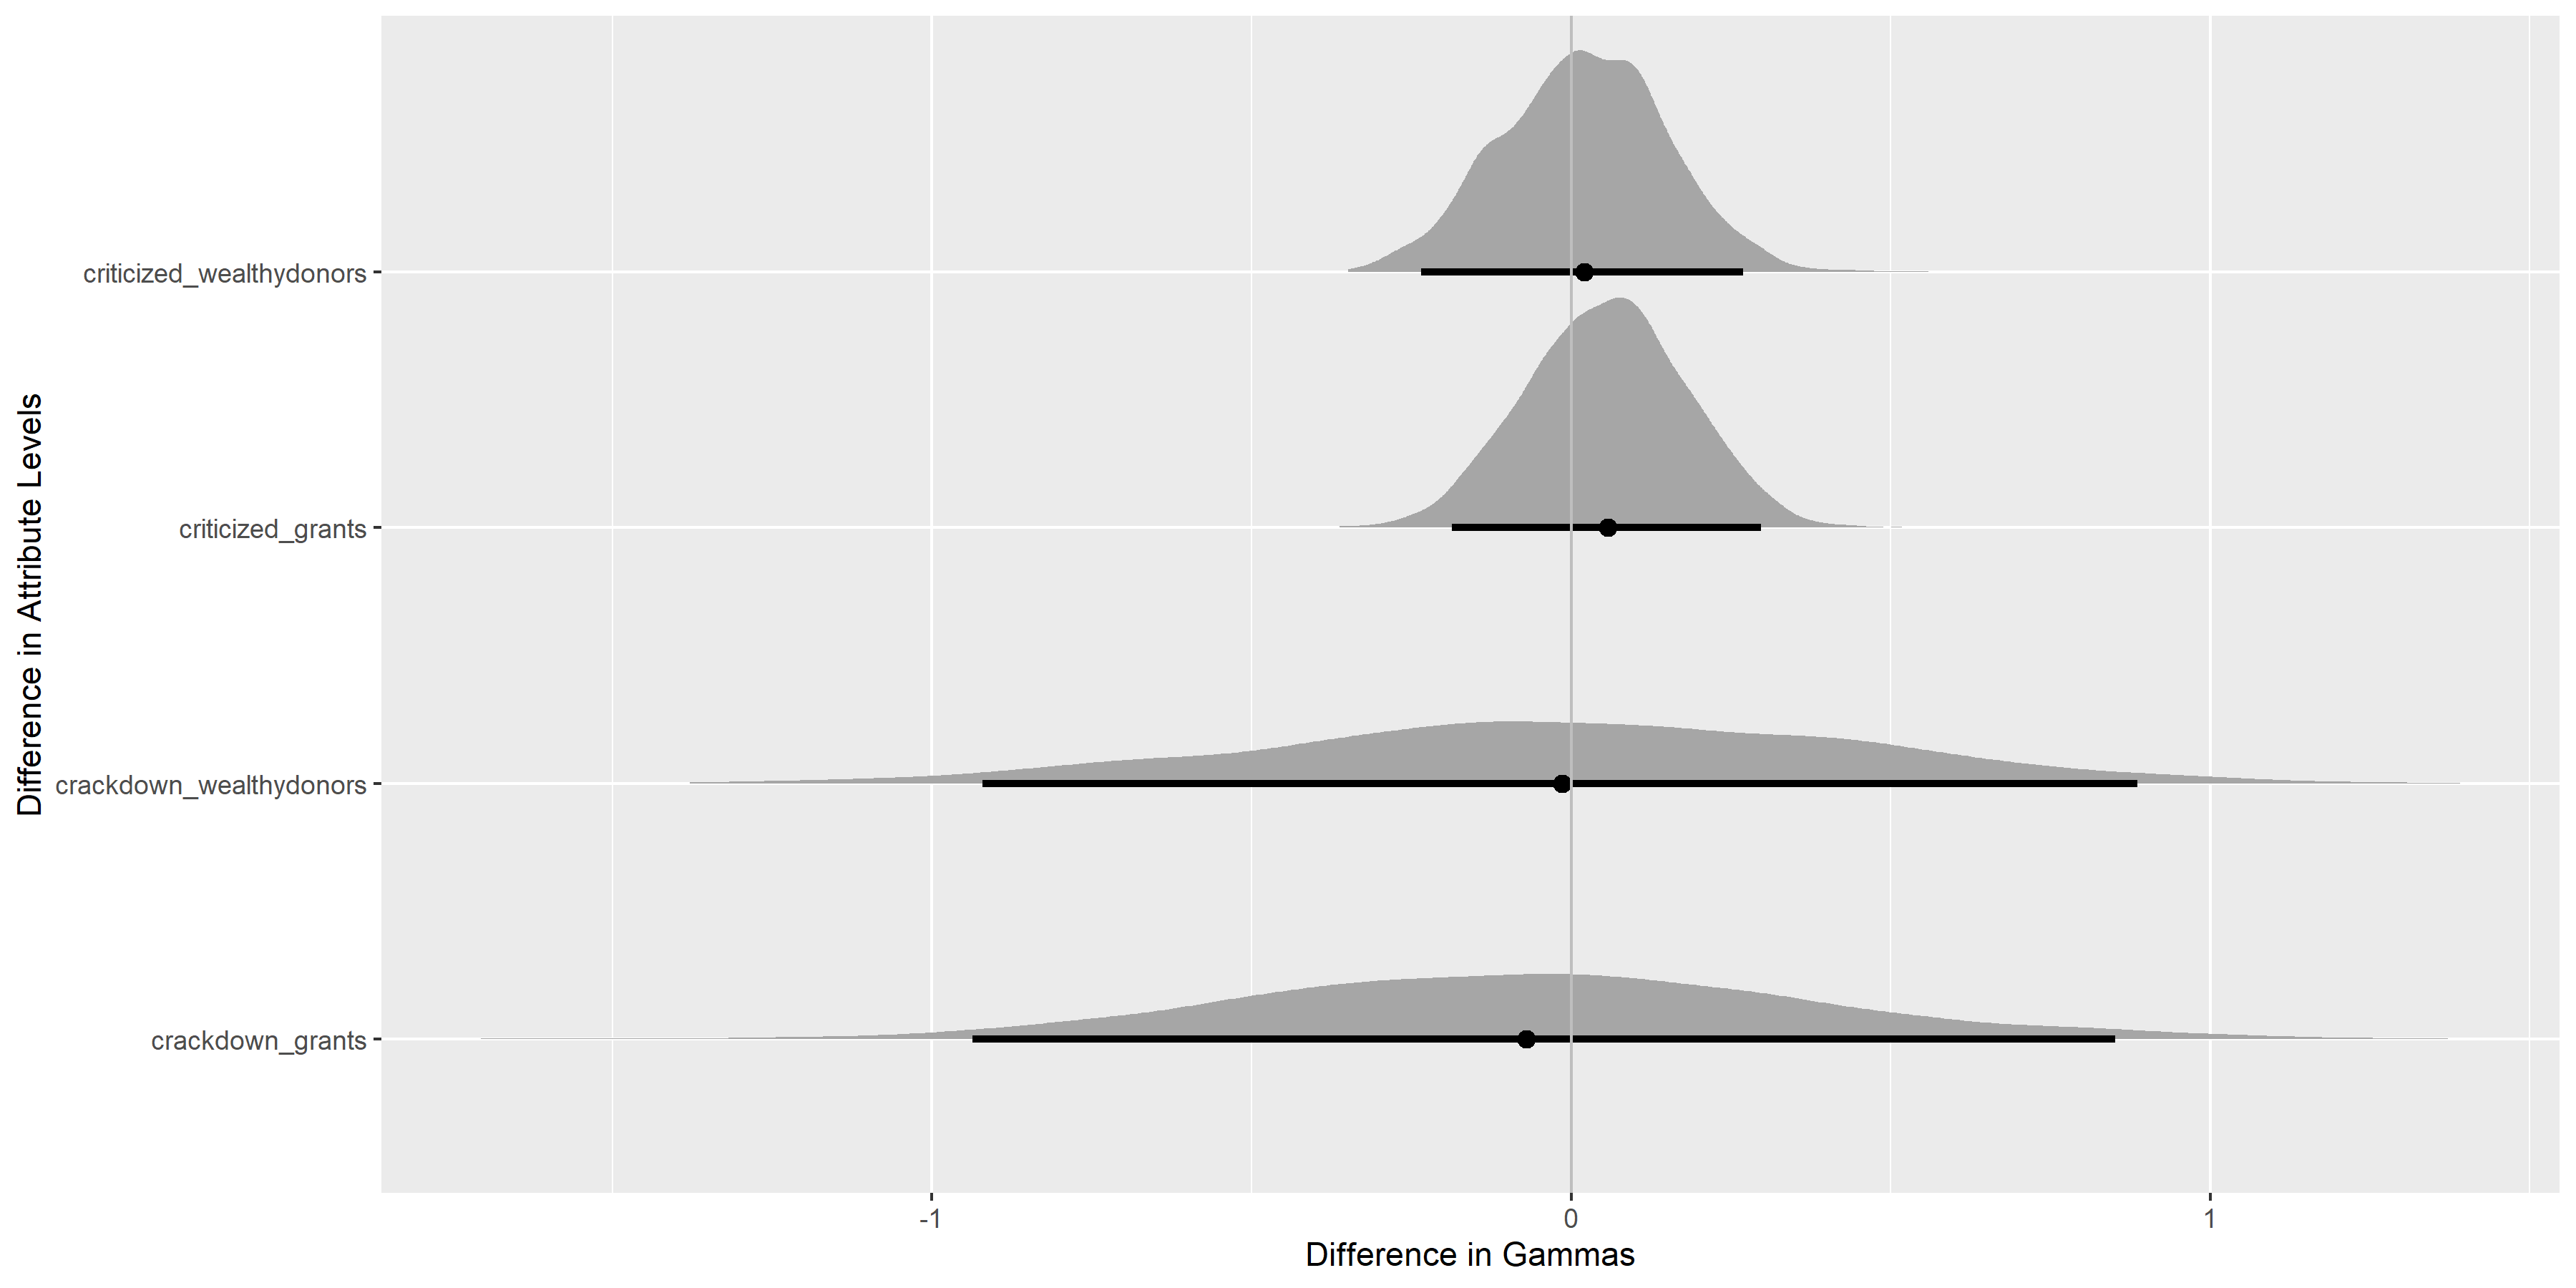 Difference in Attribute Levels
criticized_wealthydonors
criticized_grants
crackdown_wealthydonors
crackdown_grants
-1
0
1
Difference in Gammas